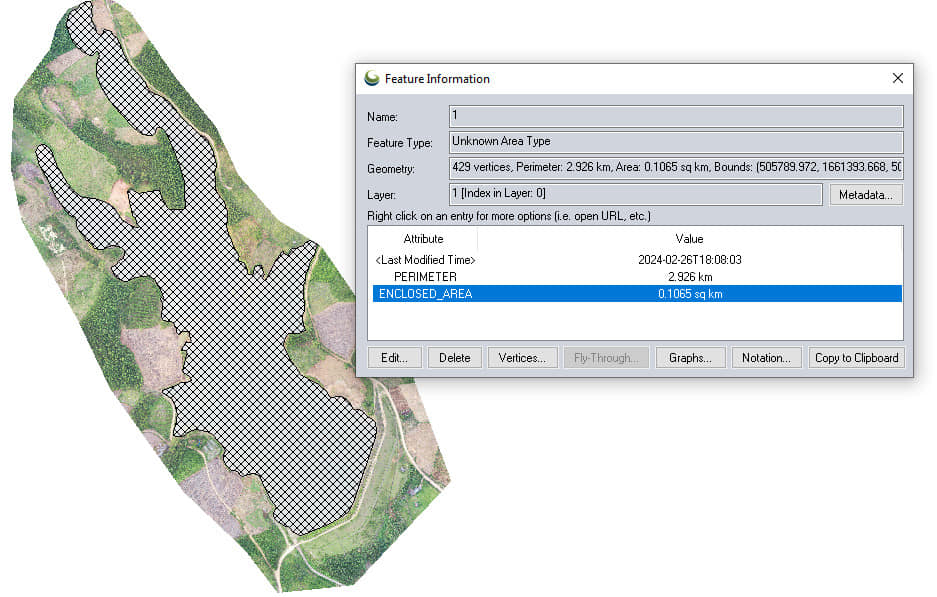 Feature Information
Name: 1
Feature Type: Unknown Area Type
Geometry: 429 vertices, Perimeter: 2.926 km, Area: 0.1065 sq km, Bounds: (505789.972, 1661393.668, 50
Layer: 1 [Index in Layer: 0] Metadata...
Right click on an entry for more options (i.e. open URL, etc.)
Attribute Value
<Last Modified Time> 2024-02-26T18:08:03
PERIMETER 2.926 km
ENCLOSED_AREA 0.1065 sq km
Edit... Delete Vertices... Fly-Through... Graphs... Notation... Copy to Clipboard